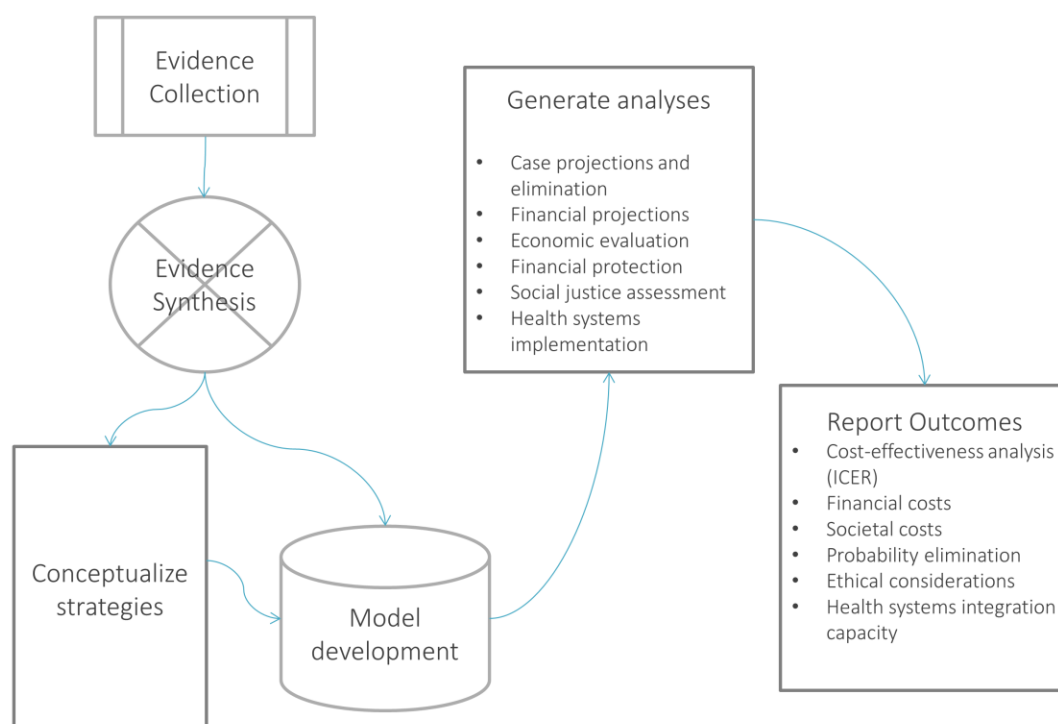 Evidence
Collection
Evidence
Synthesis
Conceptualize
strategies
Model
development
Generate analyses
• Case projections and
elimination
• Financial projections
• Economic evaluation
• Financial protection
• Social justice assessment
• Health systems
implementation
Report Outcomes
• Cost-effectiveness analysis
(ICER)
• Financial costs
• Societal costs
• Probability elimination
• Ethical considerations
• Health systems integration
capacity